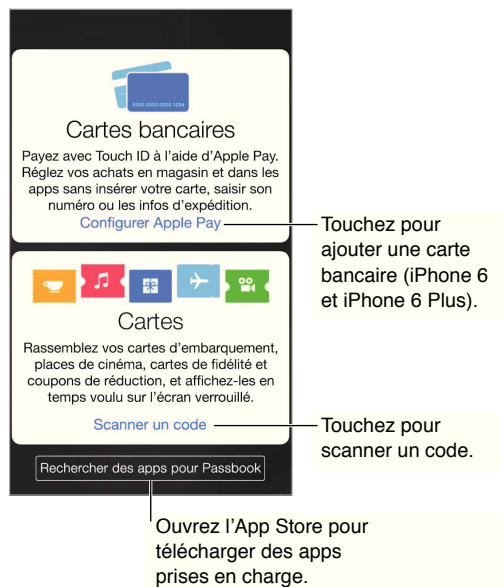 0000 0000 0000 1234
Cartes bancaires
Payez avec Touch ID à l'aide d'Apple Pay.
Réglez vos achats en magasin et dans les
apps sans insérer votre carte, saisir son
numéro ou les infos d'expédition.
Configurer Apple Pay
Touchez pour
ajouter une carte
bancaire (iPhone 6
et iPhone 6 Plus).
Cartes
Rassemblez vos cartes d'embarquement,
places de cinéma, cartes de fidélité et
coupons de réduction, et affichez-les en
temps voulu sur l'écran verrouillé.
Scanner un code
Touchez pour
scanner un code.
Rechercher des apps pour Passbook
Ouvrez l'App Store pour
télécharger des apps
prises en charge.